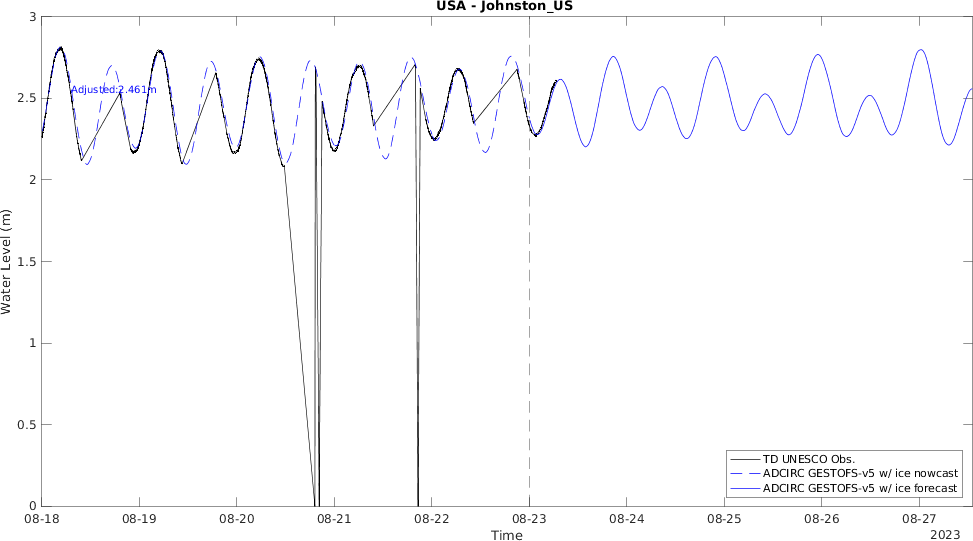 USA - Johnston_US
3
2.5
2
1.5
1
0.5
0
Water Level (m)
Adjusted:2.461m
TD UNESCO Obs.
ADCIRC GESTOFS-v5 w/ ice nowcast
ADCIRC GESTOFS-v5 w/ ice forecast
08-18 08-19 08-20 08-21 08-22 08-23 08-24 08-25 08-26 08-27
Time
2023